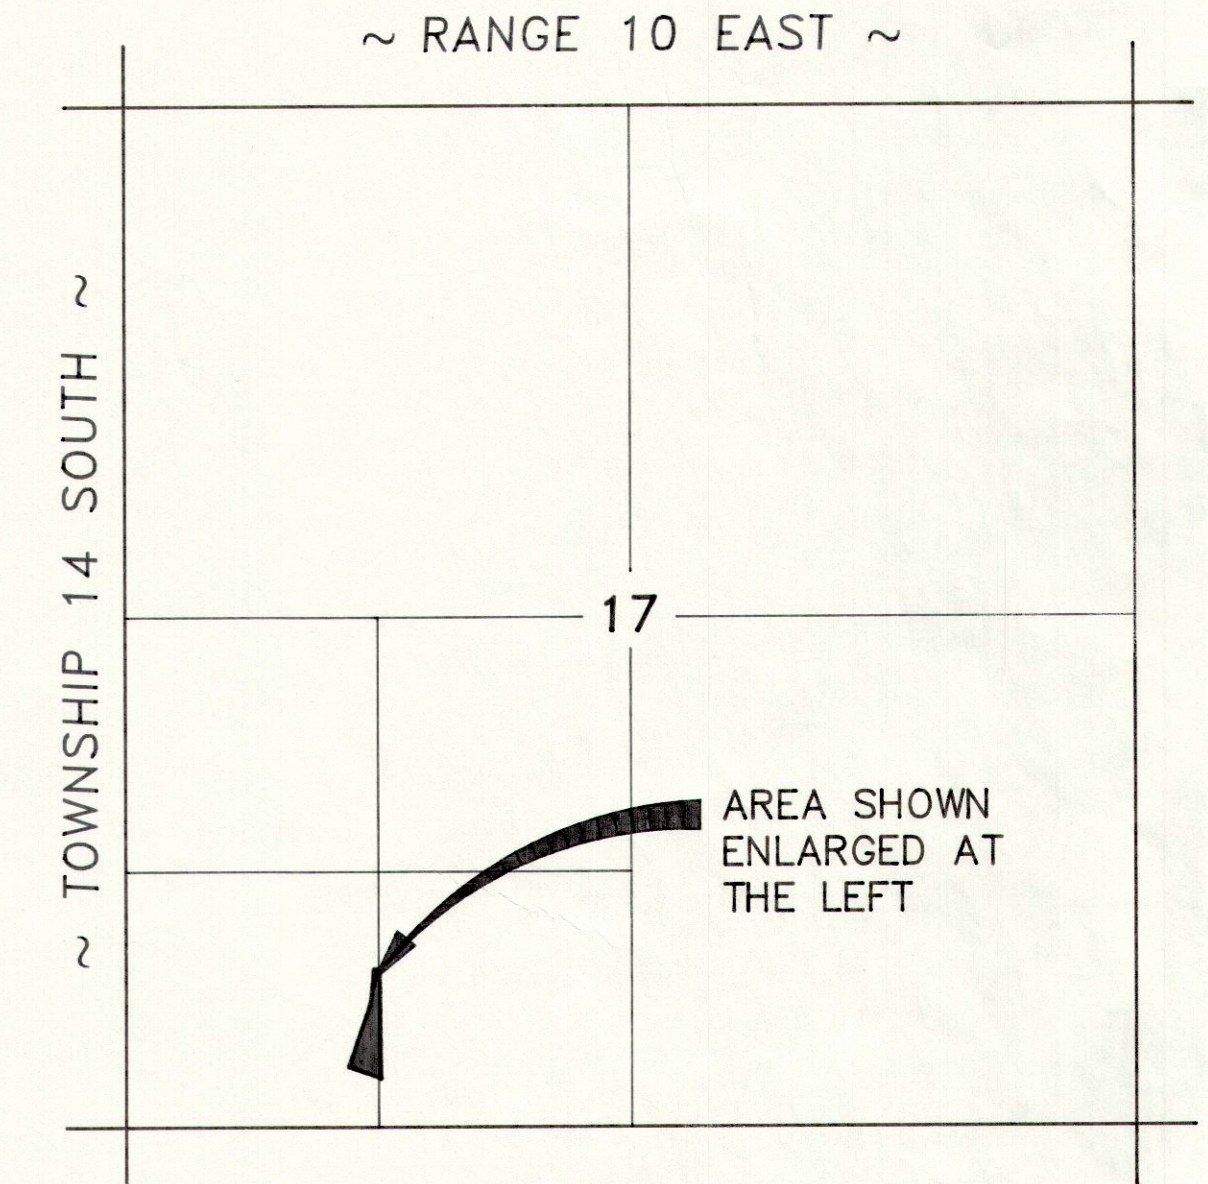 ~ RANGE 10 EAST ~
~ TOWNSHIP 14 SOUTH ~
17
AREA SHOWN
ENLARGED AT
THE LEFT